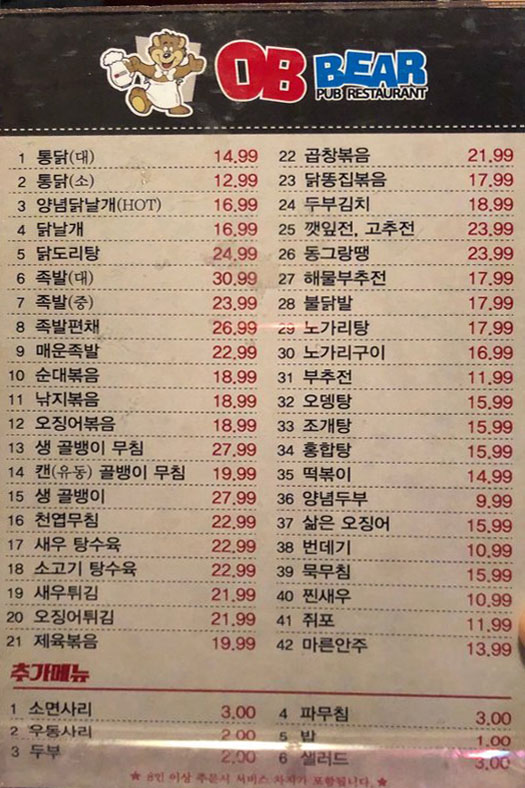 OB BEAR
PUB RESTAURANT
1 통닭(대) 14.99
2 통닭(소) 12.99
3 양념닭날개(HOT) 16.99
4 닭날개 16.99
5 닭도리탕 24.99
6 족발(대) 30.99
7 족발(중) 23.99
8 족발편채 26.99
9 매운족발 22.99
10 순대볶음 18.99
11 낚지볶음 18.99
12 오징어볶음 18.99
13 생 골뱅이 무침 27.99
14 캔(유동) 골뱅이 무침 19.99
15 생 골뱅이 27.99
16 천엽무침 22.99
17 새우 탕수육 22.99
18 소고기 탕수육 22.99
19 새우튀김 21.99
20 오징어튀김 21.99
21 제육볶음 19.99
22 곱창볶음 21.99
23 닭똥집볶음 17.99
24 두부김치 18.99
25 깻잎전, 고추전 23.99
26 동그랑땡 23.99
27 해물부추전 17.99
28 불닭발 17.99
29 노가리탕 17.99
30 노가리구이 16.99
31 부추전 11.99
32 오뎅탕 15.99
33 조개탕 15.99
34 홍합탕 15.99
35 떡볶이 14.99
36 양념두부 9.99
37 삶은 오징어 15.99
38 번데기 10.99
39 묵무침 15.99
40 찐새우 10.99
41 쥐포 11.99
42 마른안주 13.99
추가메뉴
1 소면사리 3.00
2 우동사리 2.00
3 두부 2.00
4 파무침 3.00
5 밥 1.00
6 샐러드 3.00
★ 8인 이상 주문시 서비스 차지가 포함됩니다. ★